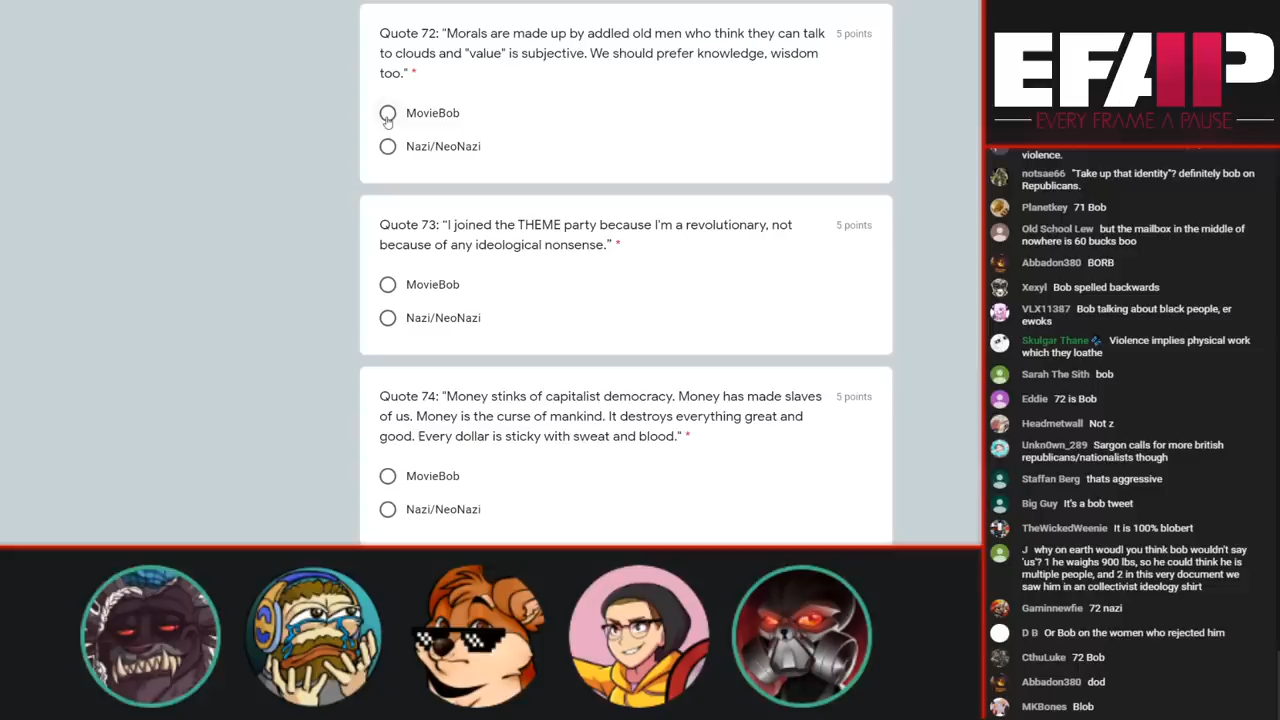 Quote 72: "Morals are made up by addled old men who think they can talk
to clouds and "value" is subjective. We should prefer knowledge, wisdom
too." *
5 points
MovieBob
Nazi/NeoNazi
Quote 73: “I joined the THEME party because I'm a revolutionary, not
because of any ideological nonsense.” *
5 points
MovieBob
Nazi/NeoNazi
Quote 74: "Money stinks of capitalist democracy. Money has made slaves
of us. Money is the curse of mankind. It destroys everything great and
good. Every dollar is sticky with sweat and blood." *
5 points
MovieBob
Nazi/NeoNazi
EFAP
EVERY FRAME A PAUSE
violence.
notsae66 "Take up that identity"? definitely bob on
Republicans.
Planetkey 71 Bob
Old School Lew but the mailbox in the middle of
nowhere is 60 bucks boo
Abbadon380 BORB
Xexyl Bob spelled backwards
VLX11387 Bob talking about black people, er
ewoks
Skulgar Thane Violence implies physical work
which they loathe
Sarah The Sith bob
Eddie 72 is Bob
Headmetwall Not z
Unkn0wn_289 Sargon calls for more british
republicans/nationalists though
Staffan Berg thats aggressive
Big Guy It's a bob tweet
TheWickedWeenie It is 100% blobert
J why on earth woudl you think bob wouldn't say
'us'? 1 he waighs 900 lbs, so he could think he is
multiple people, and 2 in this very document we
saw him in an collectivist ideology shirt
Gaminnewfie 72 nazi
D B Or Bob on the women who rejected him
CthuLuke 72 Bob
Abbadon380 dod
MKBones Blob